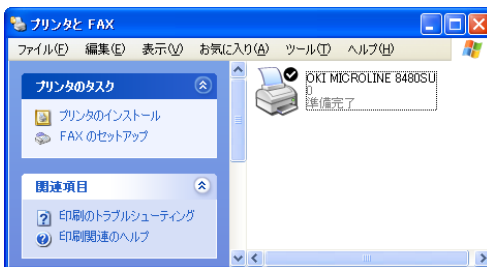 プリンタと FAX
ファイル(F) 編集(E) 表示(V) お気に入り(A) ツール(T) ヘルプ(H)
プリンタのタスク
プリンタのインストール
FAX のセットアップ
関連項目
印刷のトラブルシューティング
印刷関連のヘルプ
OKI MICROLINE 8480SU
0
準備完了